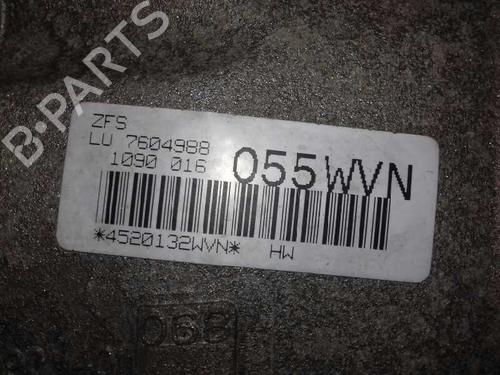 B-PARTS
ZFS
LU 7604988
1090 016
055WVN
*4520132WVN* HW
06B